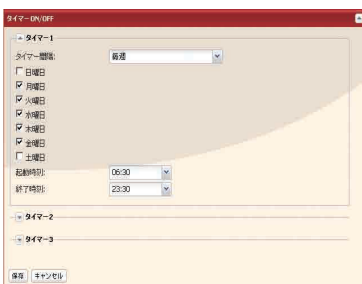 タイマーON/OFF
タイマー1
タイマー間隔: 毎週
日曜日
月曜日
火曜日
水曜日
木曜日
金曜日
土曜日
起動時刻: 06:30
終了時刻: 23:30
タイマー2
タイマー3
保存 キャンセル